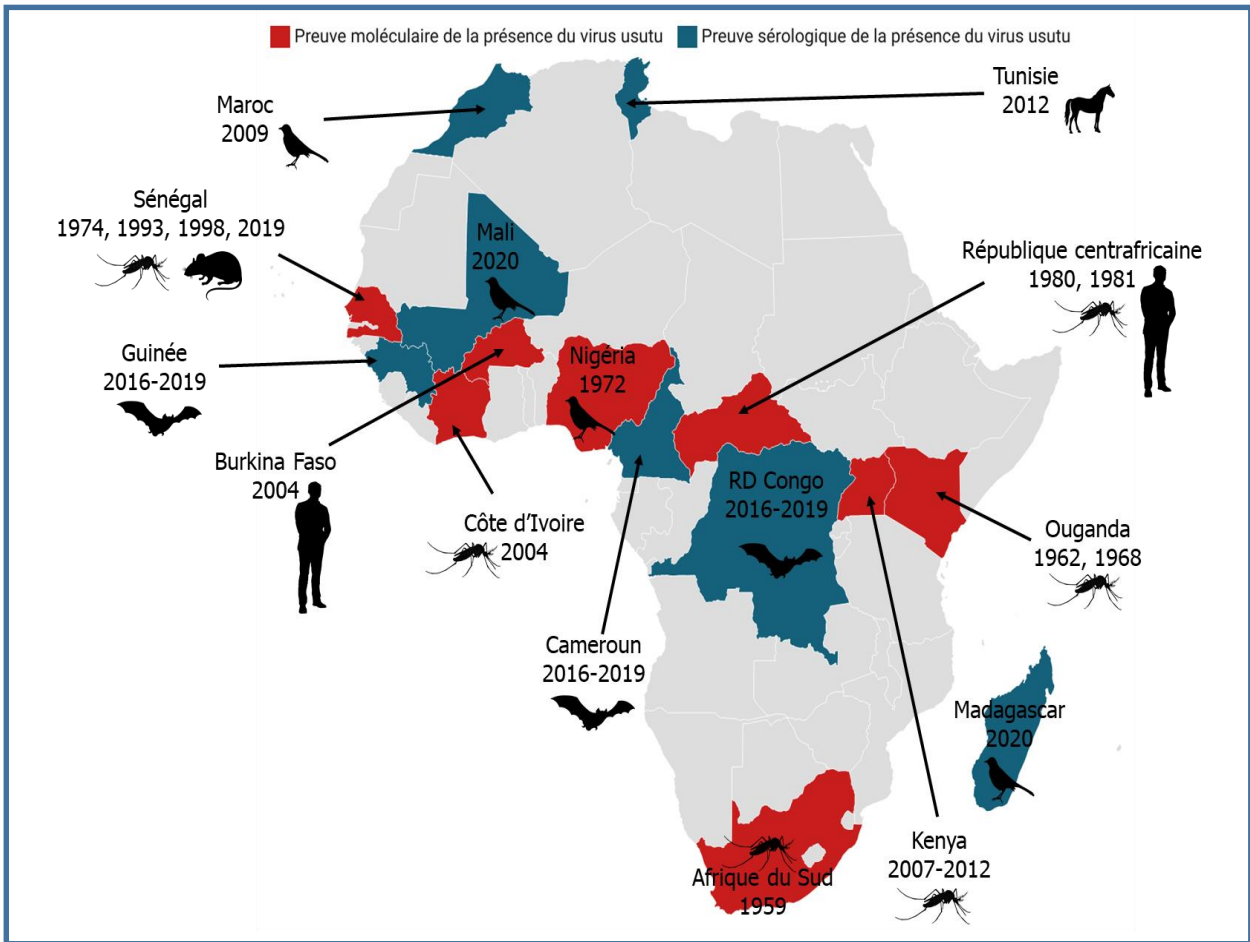 Preuve moléculaire de la présence du virus usutu
Preuve sérologique de la présence du virus usutu
Tunisie
2012
Maroc
2009
Sénégal
1974, 1993, 1998, 2019
Mali
2020
République centrafricaine
1980, 1981
Guinée
2016-2019
Nigéria
1972
Burkina Faso
2004
RD Congo
2016-2019
Côte d'Ivoire
2004
Ouganda
1962, 1968
Cameroun
2016-2019
Madagascar
2020
Kenya
2007-2012
Afrique du Sud
1959